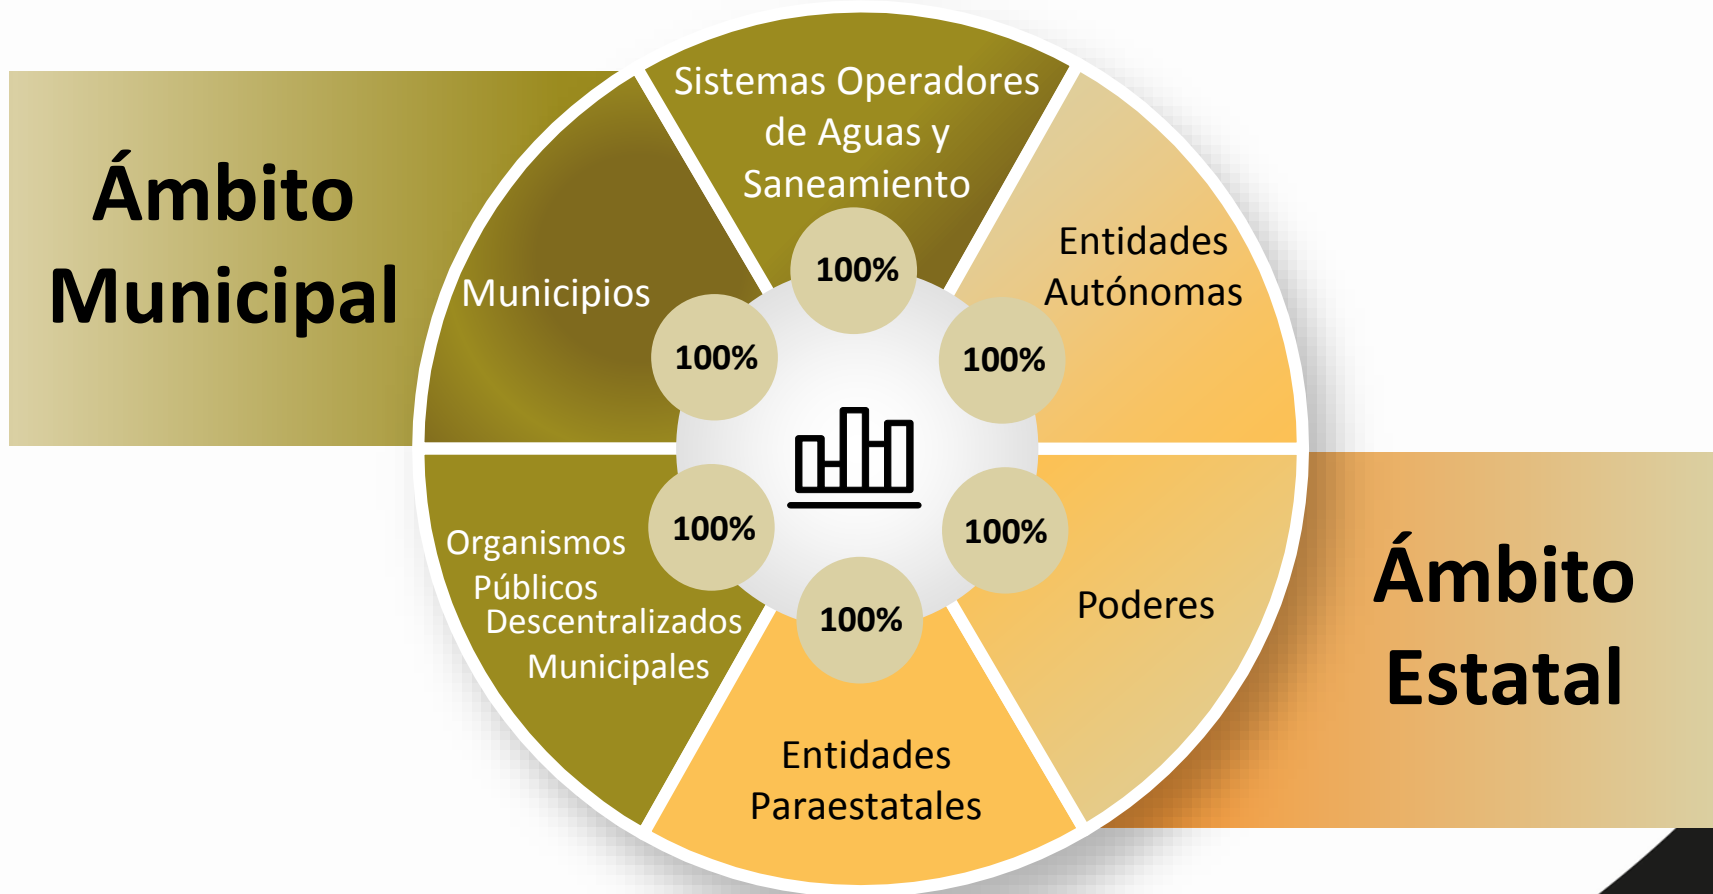 Ámbito
Municipal
Sistemas Operadores
de Aguas y
Saneamiento
100%
Municipios
100%
Entidades
Autónomas
100%
Organismos
Públicos
Descentralizados
Municipales
100%
Entidades
Paraestatales
100%
Poderes
100%
Ámbito
Estatal